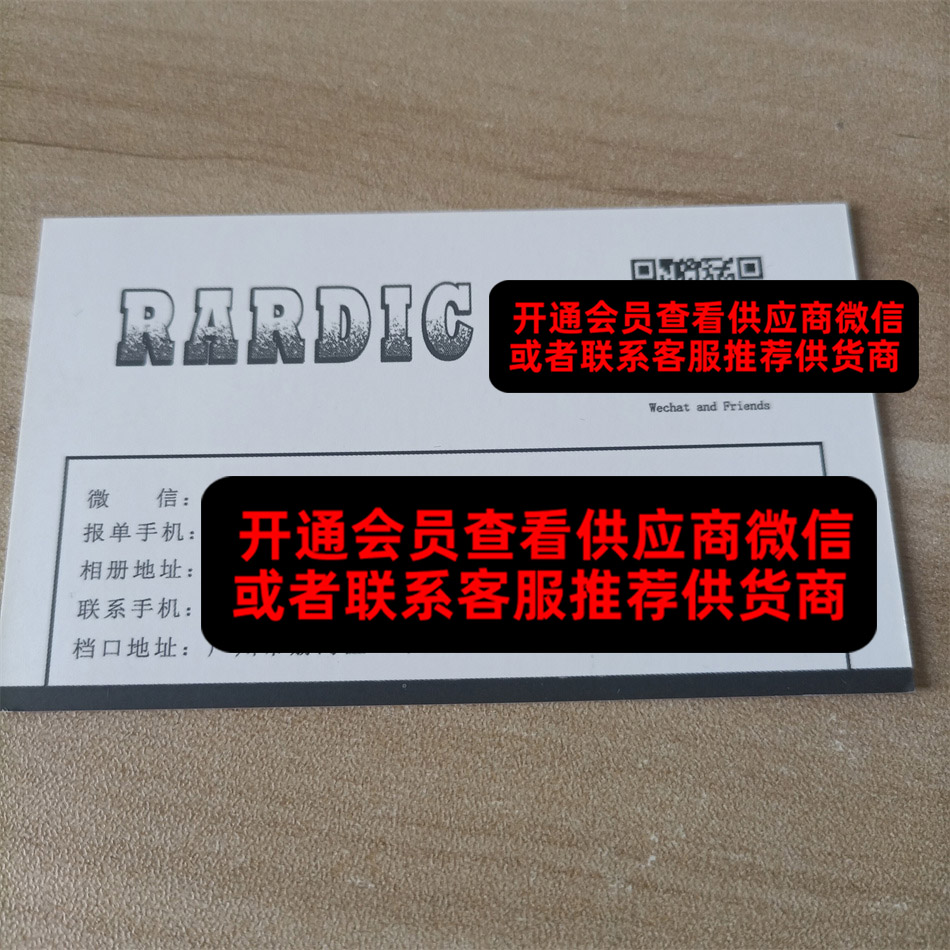 RARDIC
开通会员查看供应商微信
或者联系客服推荐供货商
Wechat and Friends
微 信：
报单手机：
相册地址：
联系手机：
档口地址：
开通会员查看供应商微信
或者联系客服推荐供货商